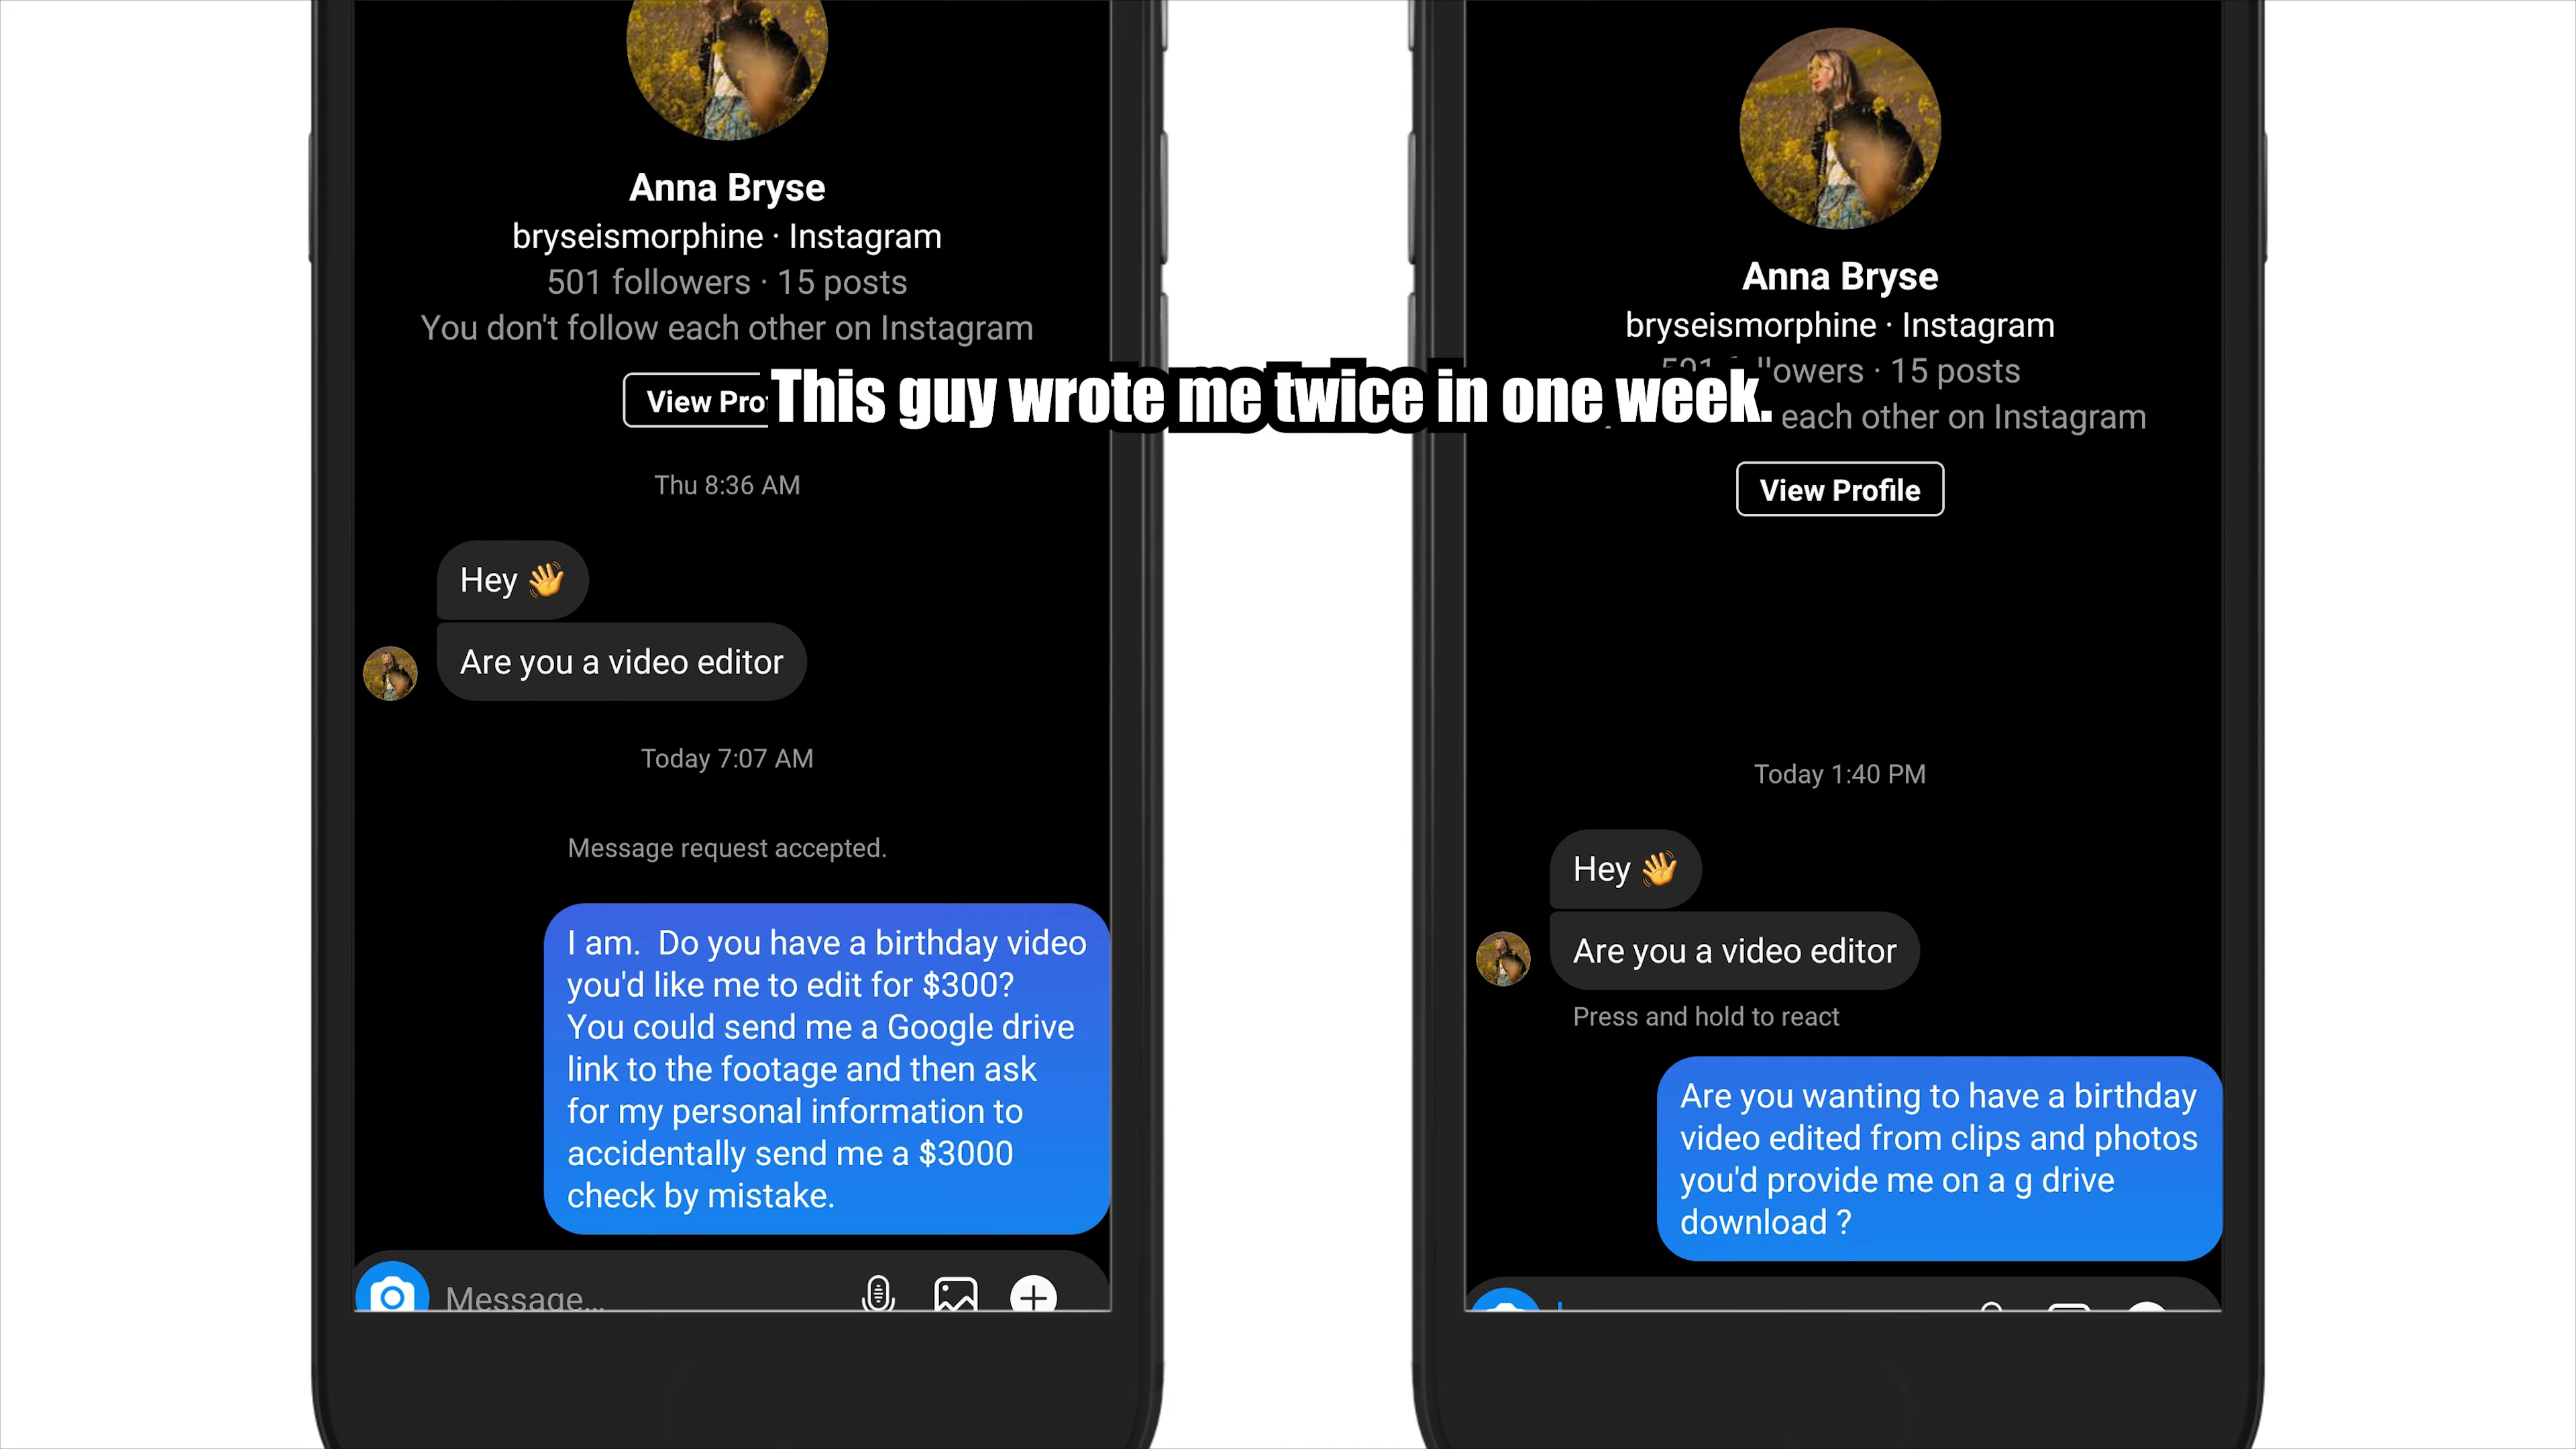 Anna Bryse
bryseismorphine · Instagram
501 followers · 15 posts
You don't follow each other on Instagram
View
Thu 8:36 AM
Hey 👋
Are you a video editor
Today 7:07 AM
Message request accepted.
I am.  Do you have a birthday video
you'd like me to edit for $300?
You could send me a Google drive
link to the footage and then ask
for my personal information to
accidentally send me a $3000
check by mistake.
Message...
This guy wrote me twice in one week.
Anna Bryse
bryseismorphine · Instagram
· 15 posts
each other on Instagram
View Profile
Today 1:40 PM
Hey 👋
Are you a video editor
Press and hold to react
Are you wanting to have a birthday
video edited from clips and photos
you'd provide me on a g drive
download ?